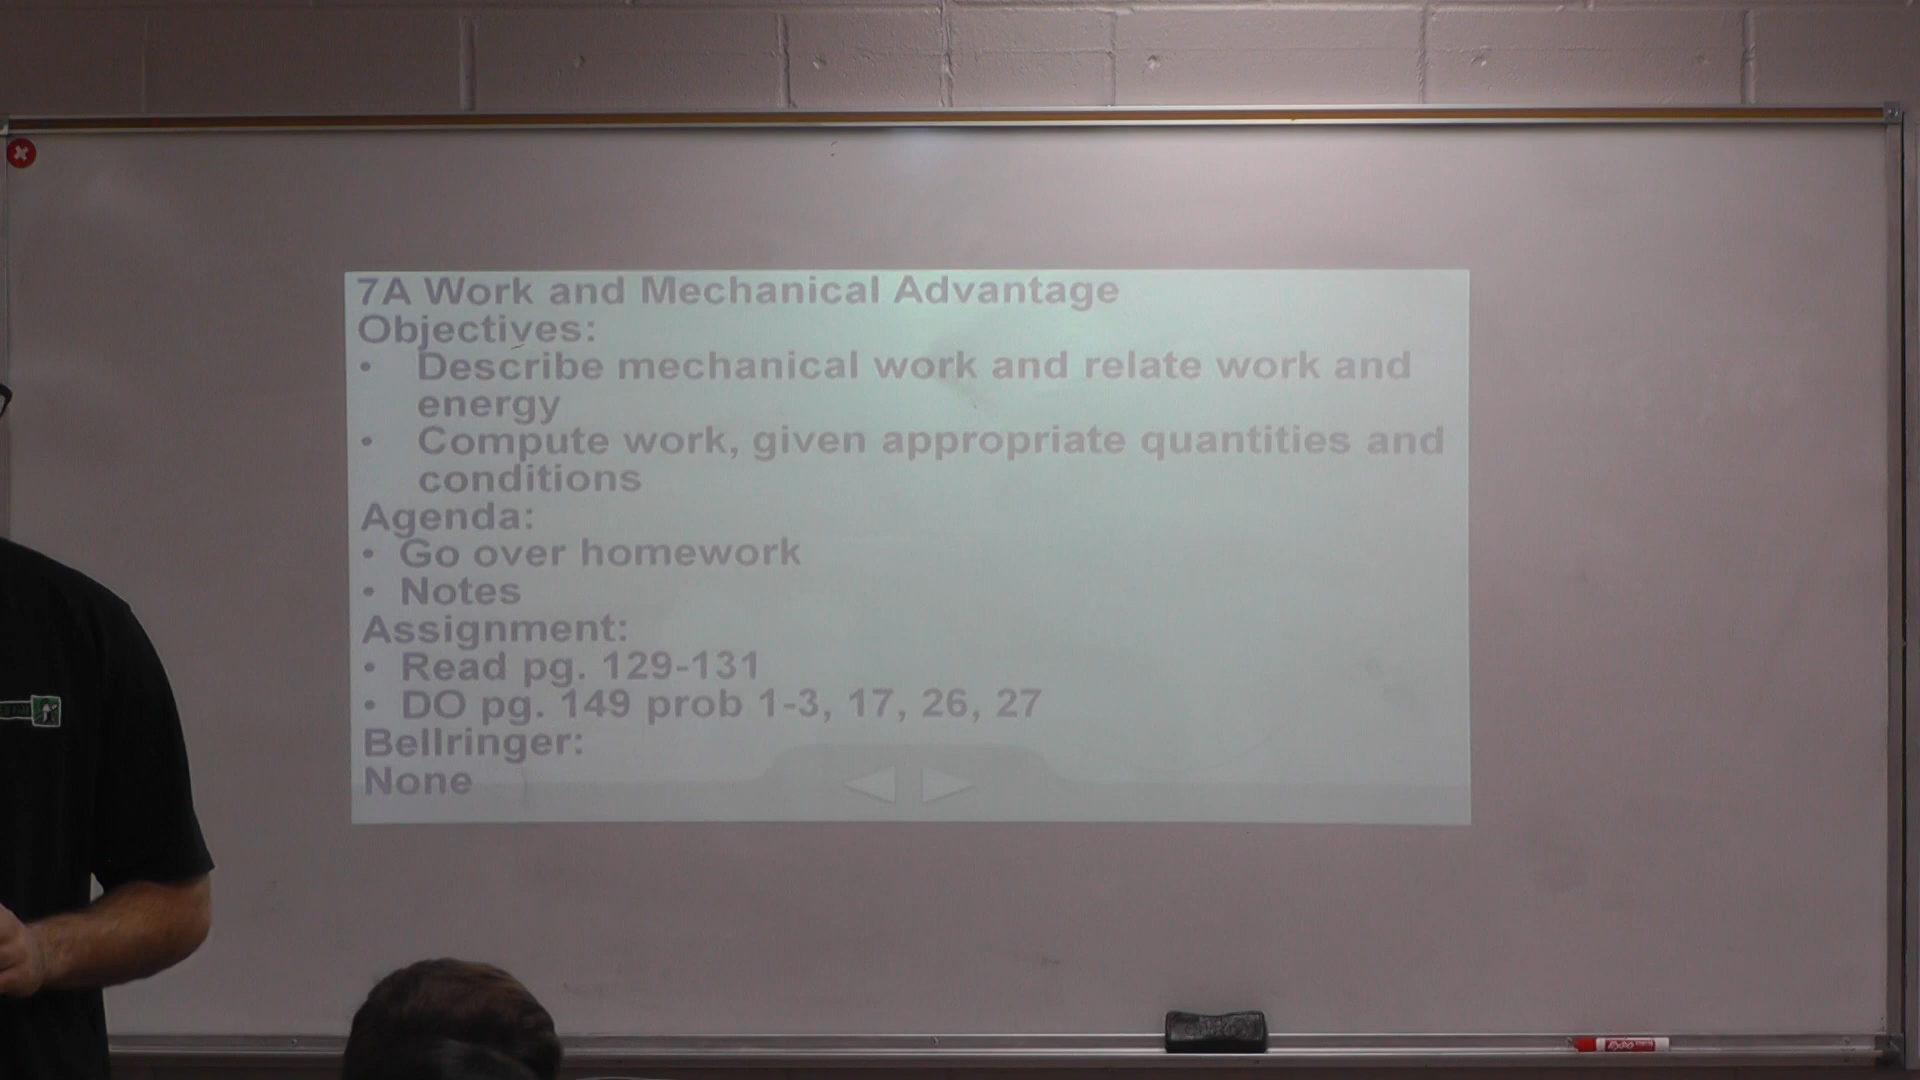 7A Work and Mechanical Advantage
Objectives:
• Describe mechanical work and relate work and
energy
• Compute work, given appropriate quantities and
conditions
Agenda:
• Go over homework
• Notes
Assignment:
• Read pg. 129-131
• DO pg. 149 prob 1-3, 17, 26, 27
Bellringer:
None
EXPO